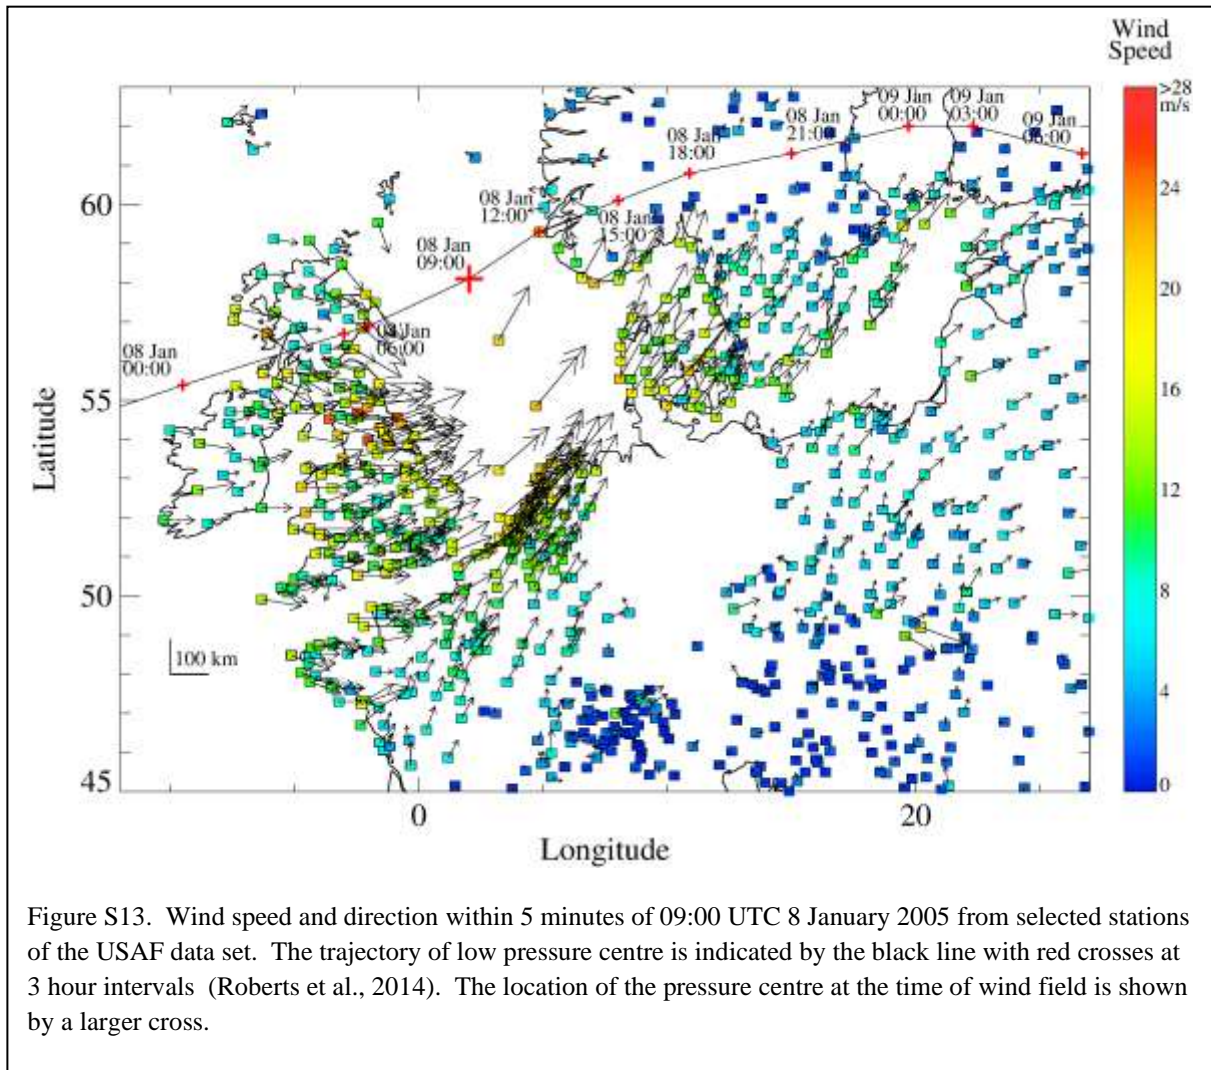 Wind
Speed
>28
m/s
24
20
16
12
8
4
0
09 Jan
00:00
09 Jan
03:00
09 Jan
06:00
08 Jan
21:00
08 Jan
18:00
08 Jan
12:00
08 Jan
15:00
08 Jan
09:00
08 Jan
06:00
08 Jan
00:00
60
55
50
45
Latitude
100 km
0
20
Longitude
Figure S13. Wind speed and direction within 5 minutes of 09:00 UTC 8 January 2005 from selected stations
of the USAF data set. The trajectory of low pressure centre is indicated by the black line with red crosses at
3 hour intervals (Roberts et al., 2014). The location of the pressure centre at the time of wind field is shown
by a larger cross.